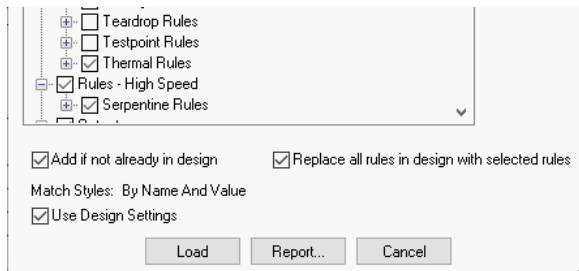 Teardrop Rules
Testpoint Rules
Thermal Rules
Rules - High Speed
Serpentine Rules
Add if not already in design Replace all rules in design with selected rules
Match Styles: By Name And Value
Use Design Settings
Load Report... Cancel